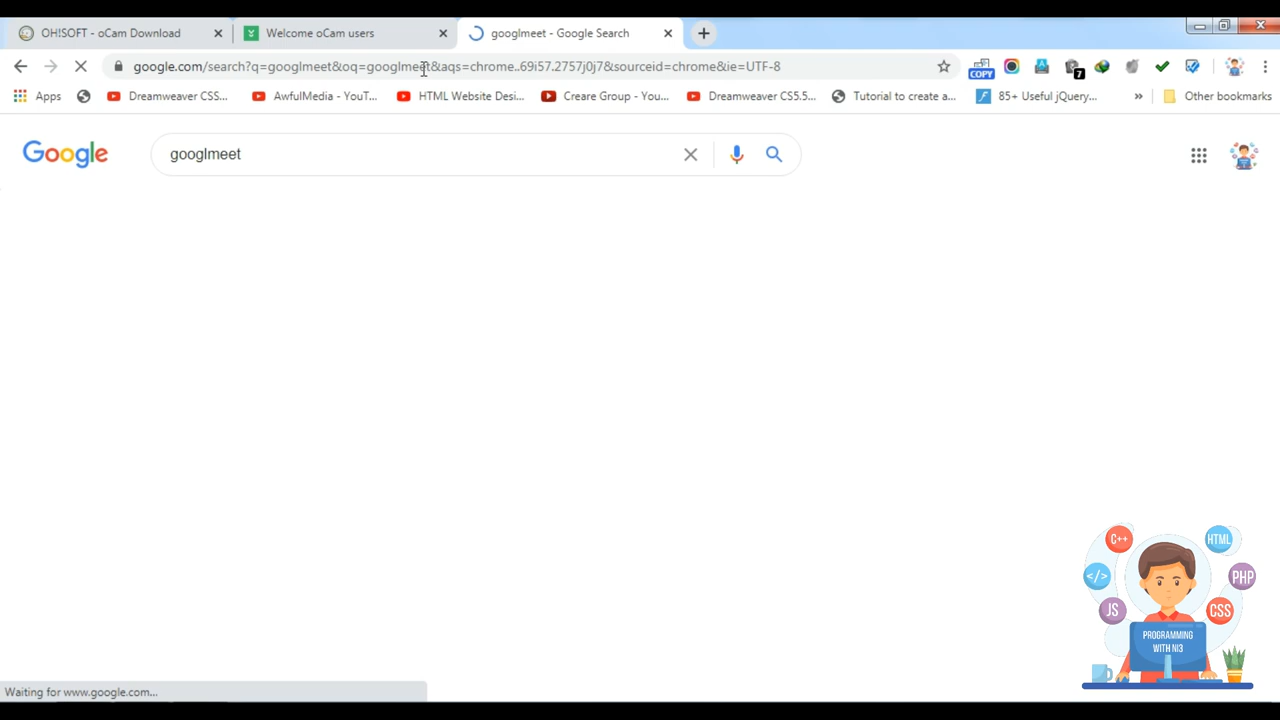 OH!SOFT - oCam Download
Welcome oCam users
googlmeet - Google Search
google.com/search?q=googlmeet&oq=googlmeet&aqs=chrome..69i57.2757j0j7&sourceid=chrome&ie=UTF-8
COPY
7
Apps
Dreamweaver CSS...
AwfulMedia - YouT...
HTML Website Desi...
Creare Group - You...
Dreamweaver CS5.5...
Tutorial to create a...
85+ Useful jQuery...
»
Other bookmarks
Google
googlmeet
C++
HTML
</>
PHP
JS
CSS
PROGRAMMING
WITH NI3
Waiting for www.google.com...